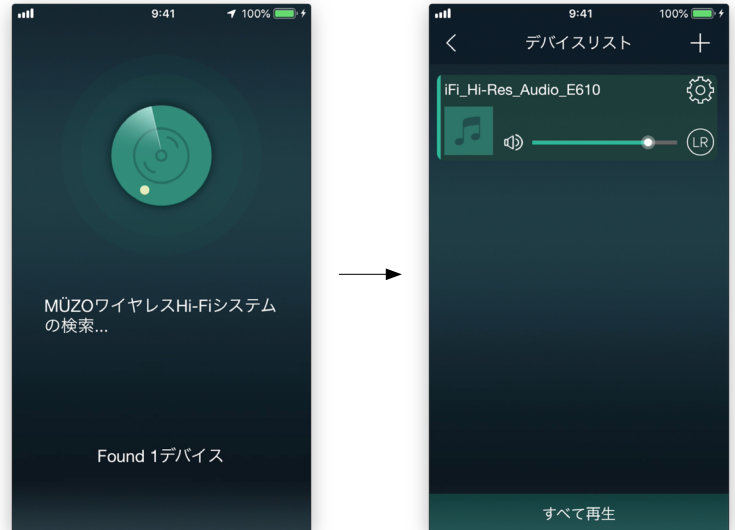 9:41
100%
MÜZOワイヤレスHi-Fiシステム
の検索...
Found 1デバイス
9:41
100%
デバイスリスト
iFi_Hi-Res_Audio_E610
LR
すべて再生